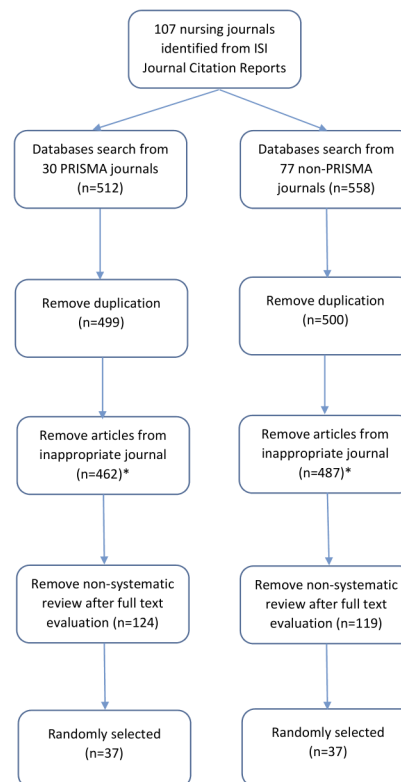 107 nursing journals
identified from ISI
Journal Citation Reports
Databases search from
30 PRISMA journals
(n=512)
Databases search from
77 non-PRISMA
journals (n=558)
Remove duplication
(n=499)
Remove duplication
(n=500)
Remove articles from
inappropriate journal
(n=462)*
Remove articles from
inappropriate journal
(n=487)*
Remove non-systematic
review after full text
evaluation (n=124)
Remove non-systematic
review after full text
evaluation (n=119)
Randomly selected
(n=37)
Randomly selected
(n=37)